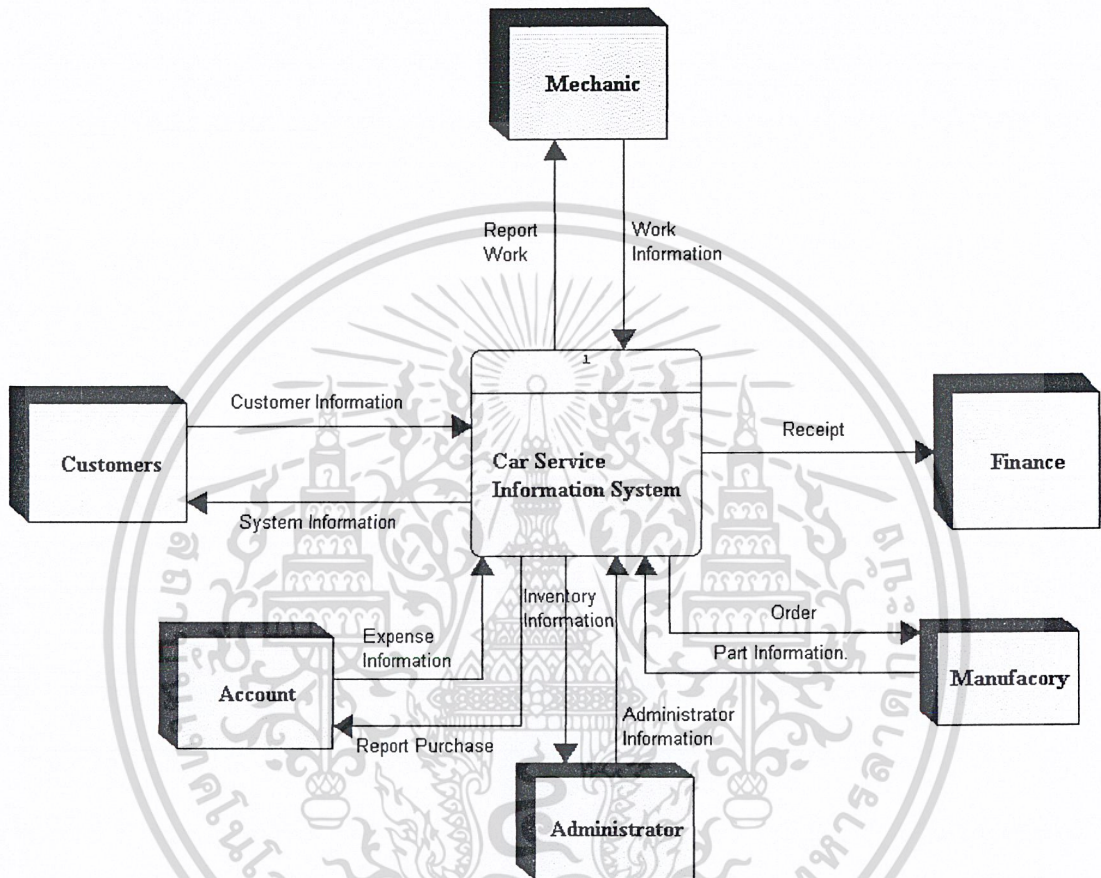 Mechanic
Report
Work
Work
Information
1
Customer Information
Customers
System Information
Car Service
Information System
Receipt
Finance
Expense
Information
Account
Report Purchase
Inventory
Information
Administrator
Information
Administrator
Order
Part Information.
Manufacory